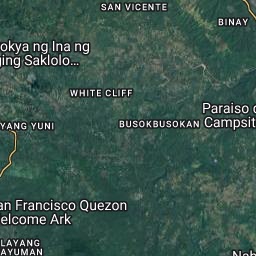 SAN VICENTE
BINAY
okya ng Ina ng
ging Saklolo...
WHITE CLIFF
Paraiso
Campsit
YANG YUNI
BUSOKBUSOKAN
an Francisco Quezon
elcome Ark
LAYANG
AYUMAN